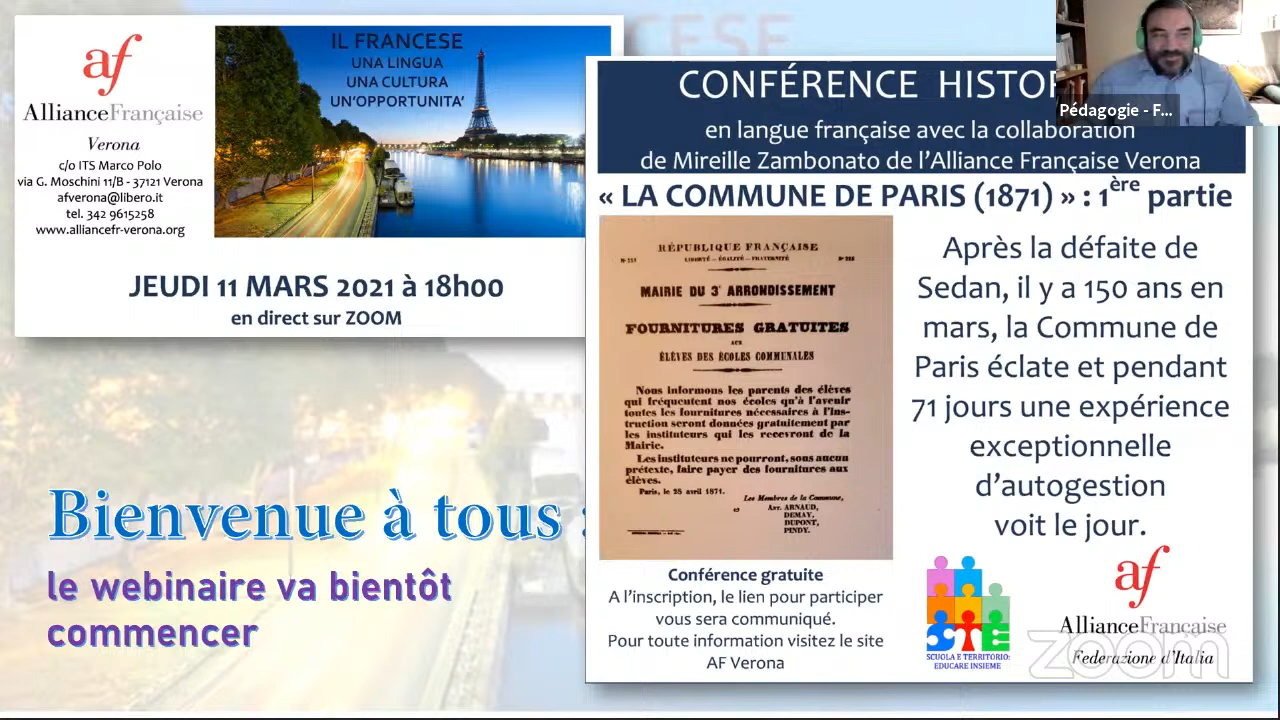 af
AllianceFrançaise
Verona
c/o ITS Marco Polo
via G. Moschini 11/B - 37121 Verona
afverona@libero.it
tel. 342 9615258
www.alliancefr-verona.org
IL FRANCESE
UNA LINGUA
UNA CULTURA
UN'OPPORTUNITA'
JEUDI 11 MARS 2021 à 18h00
en direct sur ZOOM
Bienvenue à tous :
le webinaire va bientôt
commencer
Pédagogie - F...
CONFÉRENCE HISTO
en langue française avec la collaboration
de Mireille Zambonato de l'Alliance Française Verona
« LA COMMUNE DE PARIS (1871) » : 1ère partie
RÉPUBLIQUE FRANÇAISE
LIBERTÉ – ÉGALITÉ – FRATERNITÉ
MAIRIE DU 3e ARRONDISSEMENT
FOURNITURES GRATUITES
AUX
ÉLÈVES DES ÉCOLES COMMUNALES
Nous informons les parents des élèves
qui fréquentent nos écoles qu'à l'avenir
toutes les fournitures nécessaires à l'ins-
truction seront données gratuitement par
les instituteurs qui les recevront de la
Mairie.
Les instituteurs ne pourront, sous aucun
prétexte, faire payer des fournitures aux
élèves.
Paris, le 28 avril 1871.
Les Membres de la Commune,
ANT. ARNAUD,
DEMAY,
DUPONT,
PINDY.
Après la défaite de
Sedan, il y a 150 ans en
mars, la Commune de
Paris éclate et pendant
71 jours une expérience
exceptionnelle
d'autogestion
voit le jour.
Conférence gratuite
A l'inscription, le lien pour participer
vous sera communiqué.
Pour toute information visitez le site
AF Verona
STE
SCUOLA E TERRITORIO:
EDUCARE INSIEME
af
AllianceFrançaise
Federazione d'Italia
zoom